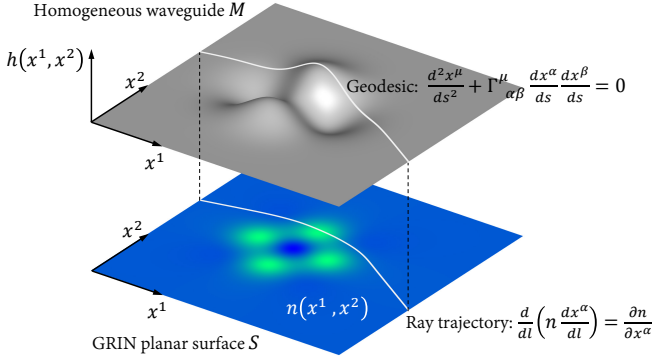 Homogeneous waveguide M
h(x¹, x²)
x²
x¹
Geodesic: d²x^μ/ds² + Γ^μ_αβ dx^α/ds dx^β/ds = 0
x²
x¹
n(x¹, x²)
Ray trajectory: d/dl (n dx^α/dl) = ∂n/∂x^α
GRIN planar surface S